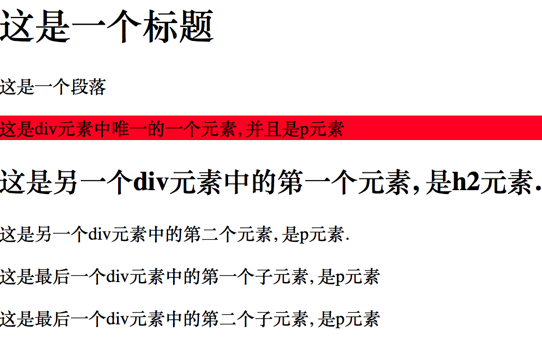 这是一个标题
这是一个段落
这是div元素中唯一的一个元素，并且是p元素
这是另一个div元素中的第一个元素，是h2元素．
这是另一个div元素中的第二个元素，是p元素．
这是最后一个div元素中的第一个子元素，是p元素
这是最后一个div元素中的第二个子元素，是p元素